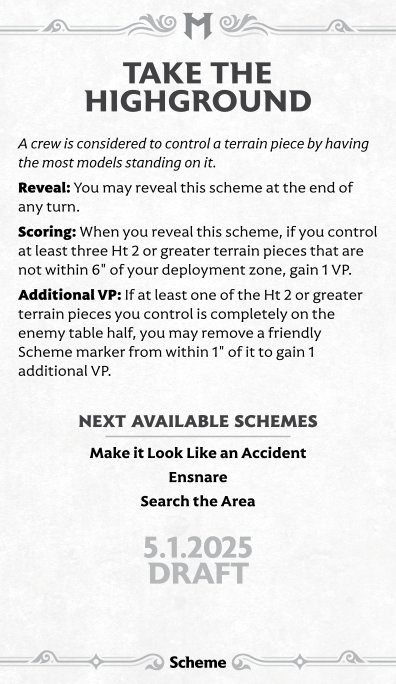 M
TAKE THE
HIGHGROUND
A crew is considered to control a terrain piece by having
the most models standing on it.
Reveal: You may reveal this scheme at the end of
any turn.
Scoring: When you reveal this scheme, if you control
at least three Ht 2 or greater terrain pieces that are
not within 6" of your deployment zone, gain 1 VP.
Additional VP: If at least one of the Ht 2 or greater
terrain pieces you control is completely on the
enemy table half, you may remove a friendly
Scheme marker from within 1" of it to gain 1
additional VP.
NEXT AVAILABLE SCHEMES
Make it Look Like an Accident
Ensnare
Search the Area
5.1.2025
DRAFT
Scheme